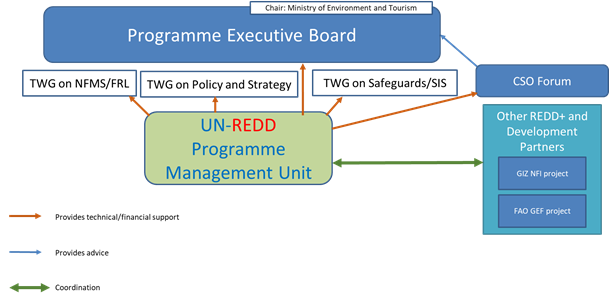 Chair: Ministry of Environment and Tourism
Programme Executive Board
TWG on NFMS/FRL
TWG on Policy and Strategy
TWG on Safeguards/SIS
CSO Forum
UN-REDD
Programme
Management Unit
Other REDD+ and
Development
Partners
GIZ NFI project
FAO GEF project
Provides technical/financial support
Provides advice
Coordination